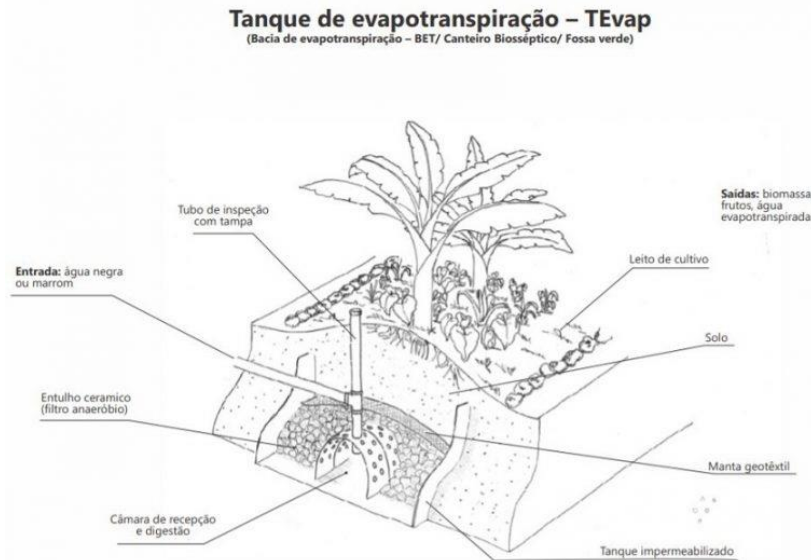 Tanque de evapotranspiração – TEvap
(Bacia de evapotranspiração – BET/ Canteiro Biosséptico/ Fossa verde)
Tubo de inspeção
com tampa
Saídas: biomassa
frutos, água
evapotranspirada
Entrada: água negra
ou marrom
Leito de cultivo
Solo
Entulho ceramico
(filtro anaeróbio)
Manta geotêxtil
Câmara de recepção
e digestão
Tanque impermeabilizado